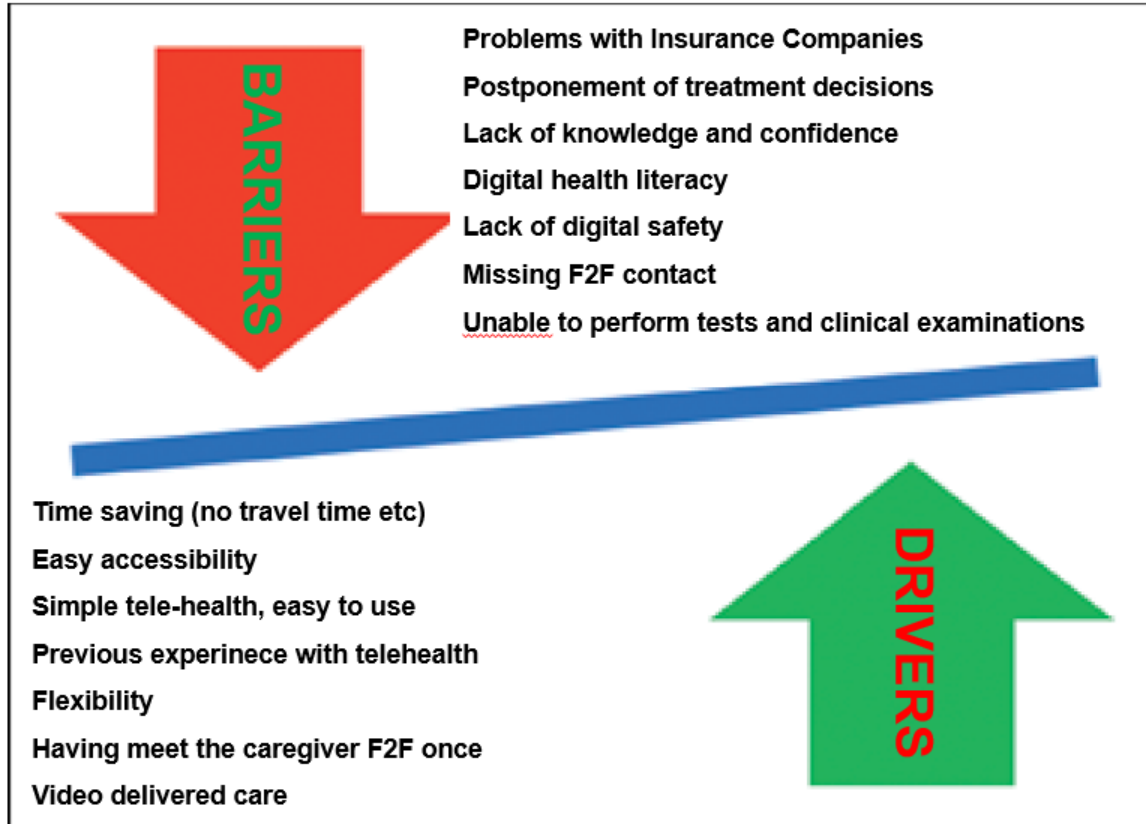 BARRIERS
Problems with Insurance Companies
Postponement of treatment decisions
Lack of knowledge and confidence
Digital health literacy
Lack of digital safety
Missing F2F contact
Unable to perform tests and clinical examinations
Time saving (no travel time etc)
Easy accessibility
Simple tele-health, easy to use
Previous experinece with telehealth
Flexibility
Having meet the caregiver F2F once
Video delivered care
DRIVERS